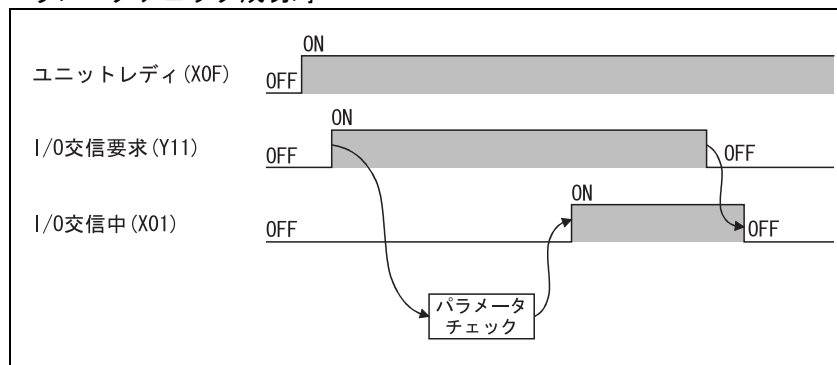 ON
ユニットレディ(X0F)
OFF
ON
I/O交信要求(Y11)
OFF
OFF
ON
I/O交信中(X01)
OFF
OFF
パラメータ
チェック